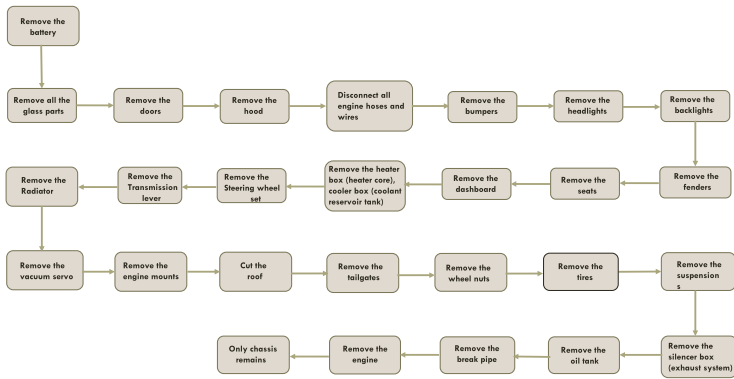 Remove the
battery
Remove all the
glass parts
Remove the
doors
Remove the
hood
Disconnect all
engine hoses and
wires
Remove the
bumpers
Remove the
headlights
Remove the
backlights
Remove the
fenders
Remove the
seats
Remove the
dashboard
Remove the heater
box (heater core),
cooler box (coolant
reservoir tank)
Remove the
Steering wheel
set
Remove the
Transmission
lever
Remove the
Radiator
Remove the
vacuum servo
Remove the
engine mounts
Cut the
roof
Remove the
tailgates
Remove the
wheel nuts
Remove the
tires
Remove the
suspension
s
Remove the
silencer box
(exhaust system)
Remove the
oil tank
Remove the
break pipe
Remove the
engine
Only chassis
remains